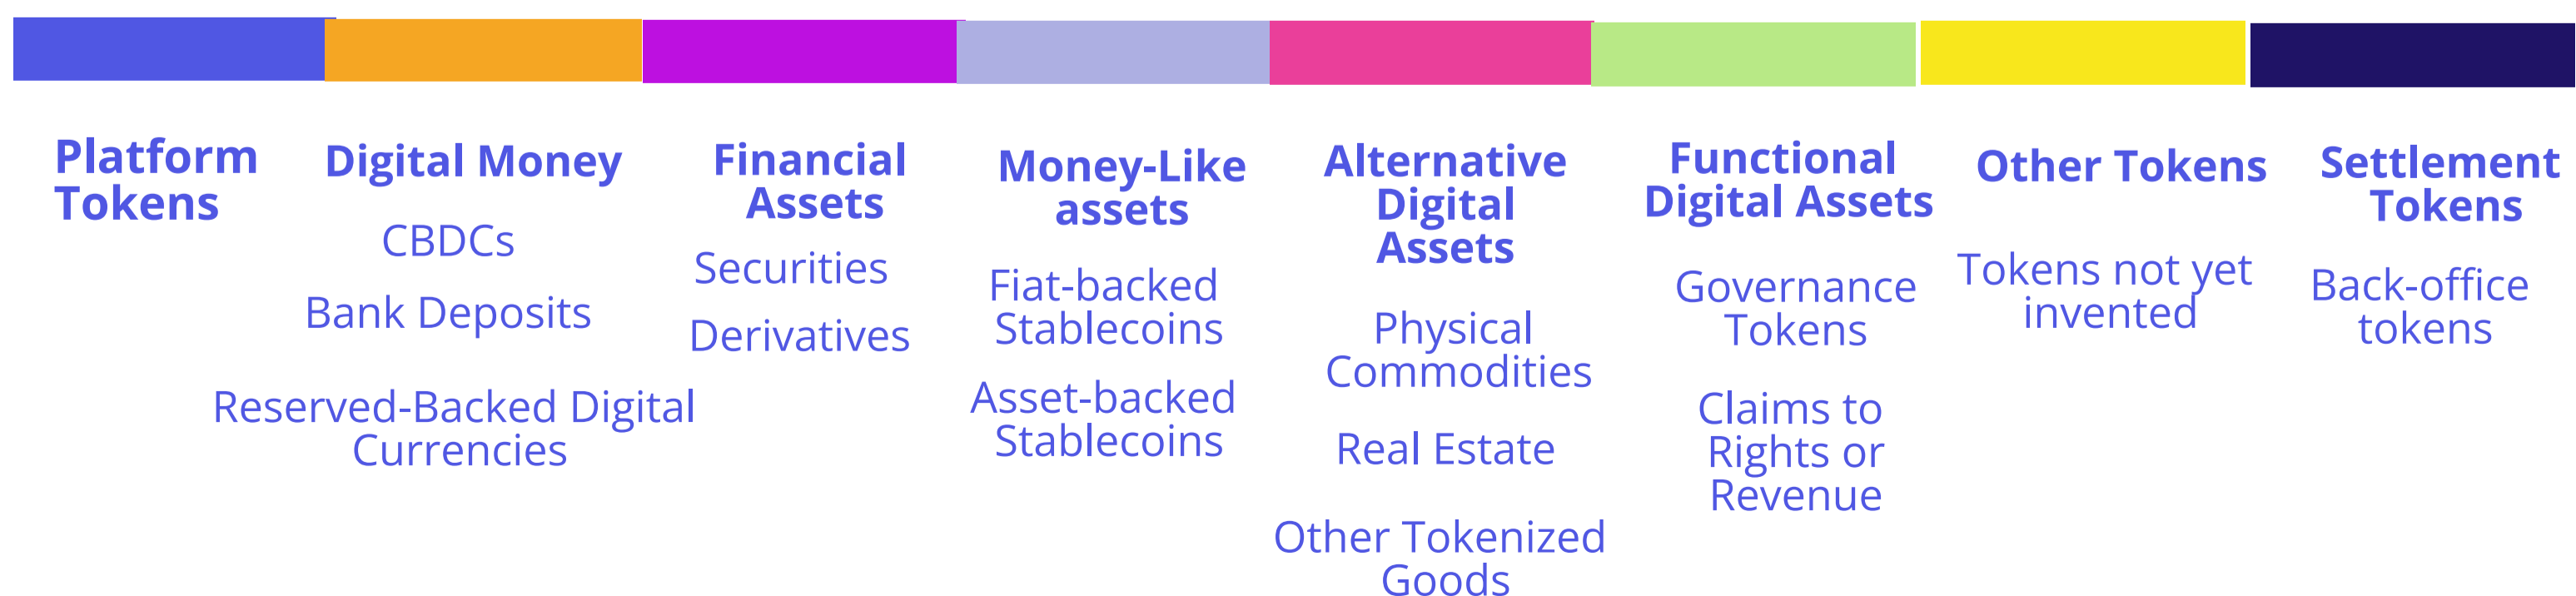 Platform
Tokens
Digital Money
CBDCs
Bank Deposits
Reserved-Backed Digital
Currencies
Financial
Assets
Securities
Derivatives
Money-Like
assets
Fiat-backed
Stablecoins
Asset-backed
Stablecoins
Alternative
Digital
Assets
Physical
Commodities
Real Estate
Other Tokenized
Goods
Functional
Digital Assets
Governance
Tokens
Claims to
Rights or
Revenue
Other Tokens
Tokens not yet
invented
Settlement
Tokens
Back-office
tokens